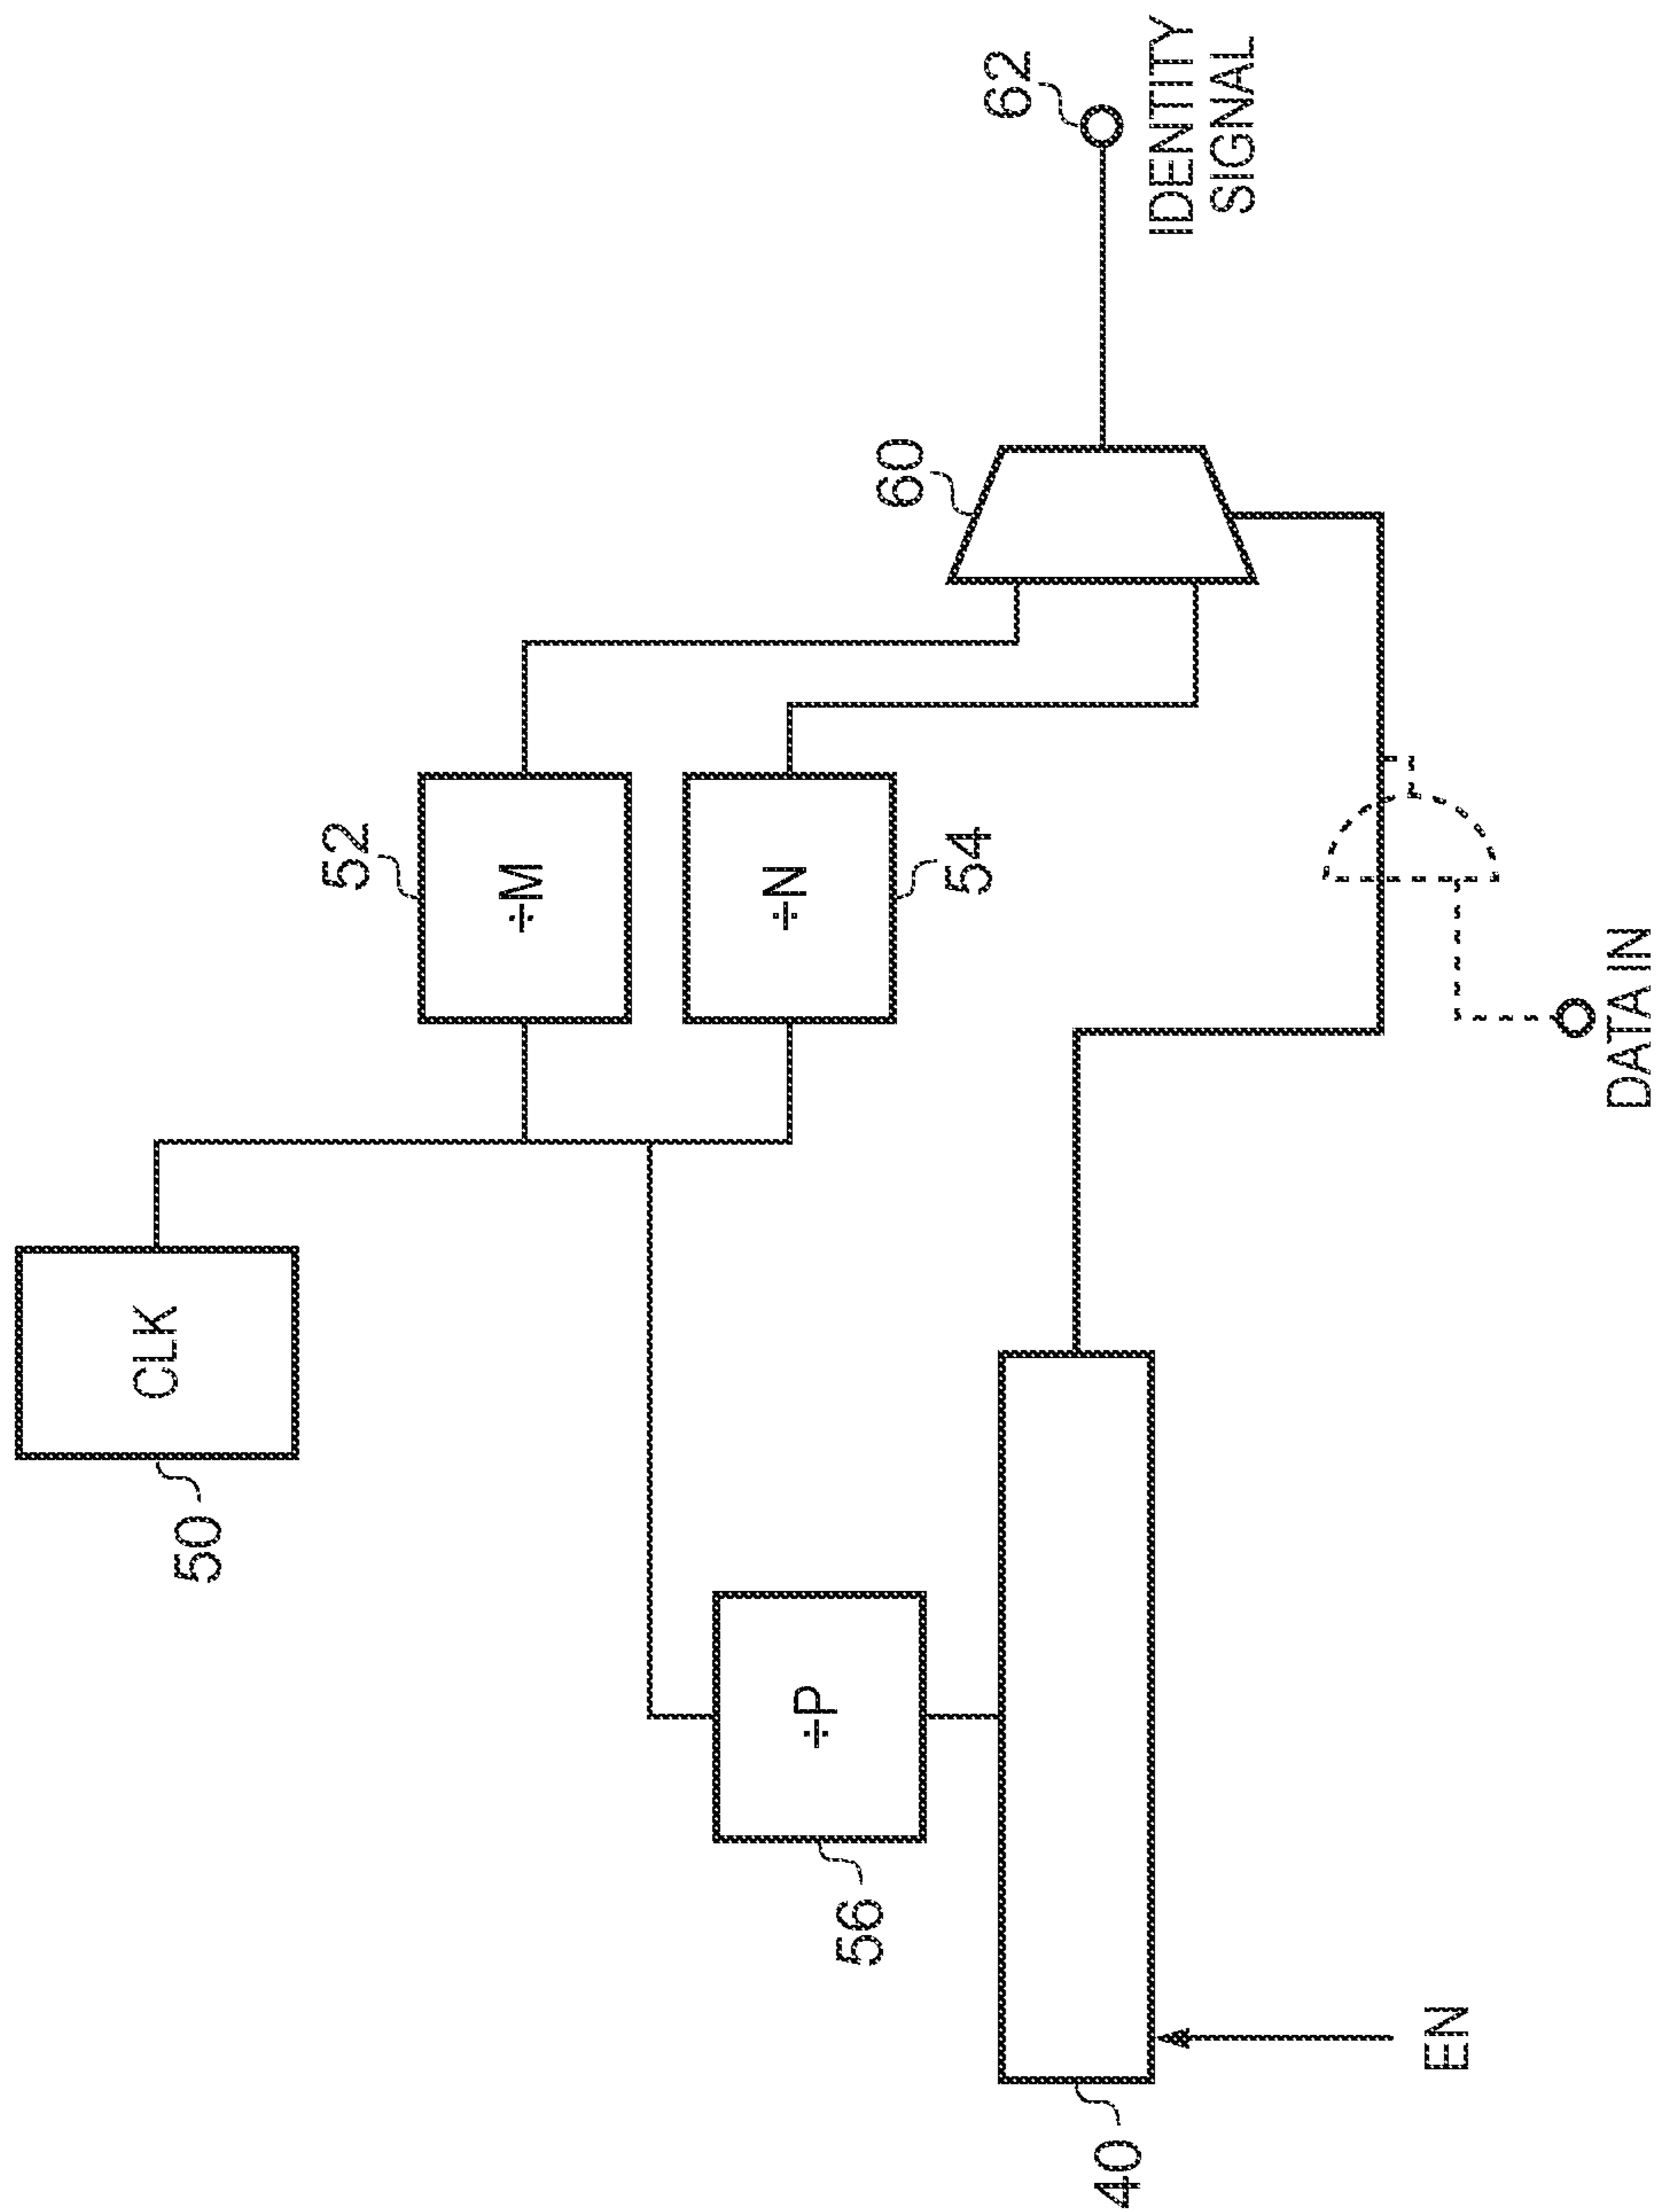 50
CLK
52
÷M
÷N
54
56
÷P
40
EN
60
62
IDENTITY
SIGNAL
DATA IN